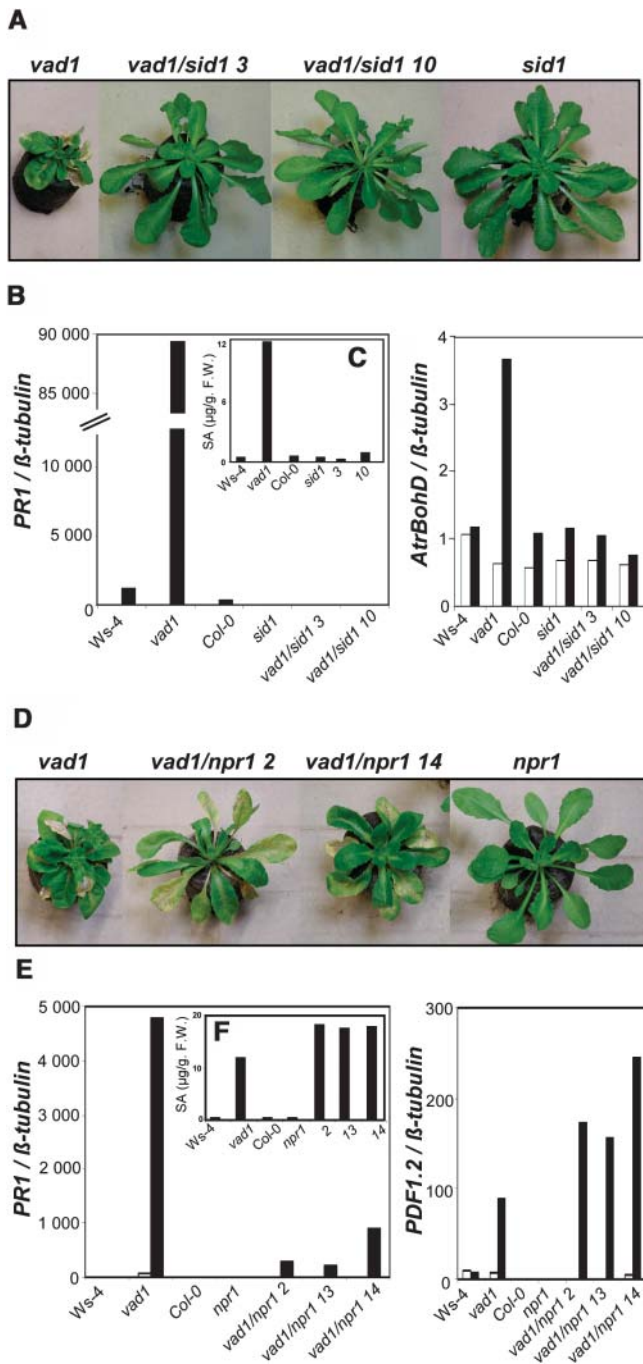 A
vad1 vad1/sid1 3 vad1/sid1 10 sid1
B
90 000
85 000
10 000
5 000
0
PR1 / ß-tubulin
Ws-4 vad1 Col-0 sid1 vad1/sid1 3 vad1/sid1 10
C
12
6
0
SA (µg/g. F.W.)
Ws-4 vad1 Col-0 sid1 3 10
4
3
2
1
0
AtrBohD / ß-tubulin
Ws-4 vad1 Col-0 sid1 vad1/sid1 3 vad1/sid1 10
D
vad1 vad1/npr1 2 vad1/npr1 14 npr1
E
5 000
4 000
3 000
2 000
1 000
0
PR1 / ß-tubulin
Ws-4 vad1 Col-0 npr1 vad1/npr1 2 vad1/npr1 13 vad1/npr1 14
F
20
10
0
SA (µg/g. F.W.)
Ws-4 vad1 Col-0 npr1 2 13 14
300
200
100
0
PDF1.2 / ß-tubulin
Ws-4 vad1 Col-0 npr1 vad1/npr1 2 vad1/npr1 13 vad1/npr1 14